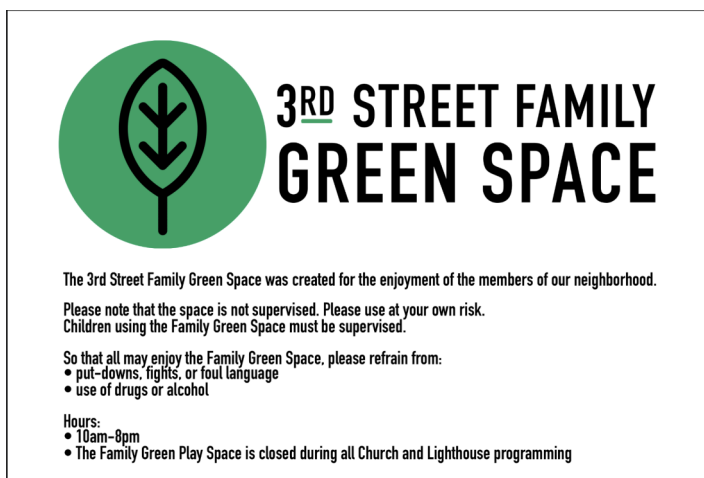 3RD STREET FAMILY
GREEN SPACE
The 3rd Street Family Green Space was created for the enjoyment of the members of our neighborhood.
Please note that the space is not supervised. Please use at your own risk.
Children using the Family Green Space must be supervised.
So that all may enjoy the Family Green Space, please refrain from:
• put-downs, fights, or foul language
• use of drugs or alcohol
Hours:
• 10am-8pm
• The Family Green Play Space is closed during all Church and Lighthouse programming